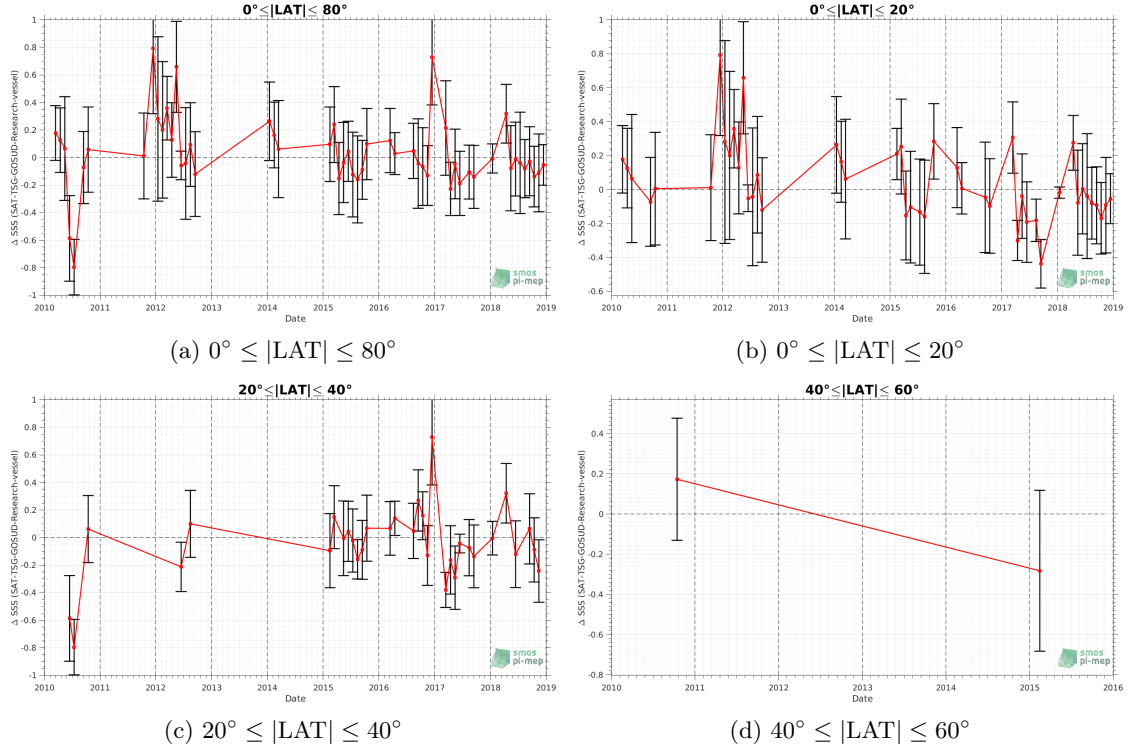 0°≤|LAT|≤ 80°
Δ SSS (SAT-TSG-GOSUD-Research-vessel)
1
0.8
0.6
0.4
0.2
0
-0.2
-0.4
-0.6
-0.8
-1
2010 2011 2012 2013 2014 2015 2016 2017 2018 2019
Date
smos
pi-mep
(a) 0° ≤ |LAT| ≤ 80°
0°≤|LAT|≤ 20°
Δ SSS (SAT-TSG-GOSUD-Research-vessel)
1
0.8
0.6
0.4
0.2
0
-0.2
-0.4
-0.6
2010 2011 2012 2013 2014 2015 2016 2017 2018 2019
Date
smos
pi-mep
(b) 0° ≤ |LAT| ≤ 20°
20°≤|LAT|≤ 40°
Δ SSS (SAT-TSG-GOSUD-Research-vessel)
1
0.8
0.6
0.4
0.2
0
-0.2
-0.4
-0.6
-0.8
-1
2010 2011 2012 2013 2014 2015 2016 2017 2018 2019
Date
smos
pi-mep
(c) 20° ≤ |LAT| ≤ 40°
40°≤|LAT|≤ 60°
Δ SSS (SAT-TSG-GOSUD-Research-vessel)
0.4
0.2
0
-0.2
-0.4
-0.6
-0.8
2010 2011 2012 2013 2014 2015 2016
Date
smos
pi-mep
(d) 40° ≤ |LAT| ≤ 60°